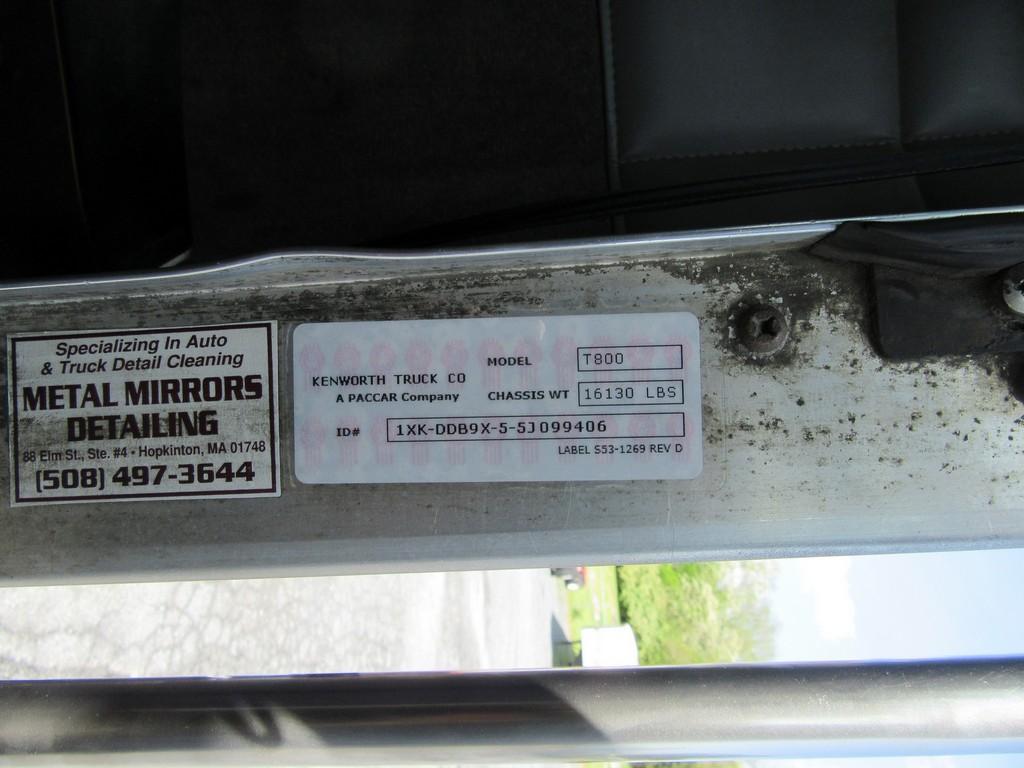 Specializing In Auto
& Truck Detail Cleaning
METAL MIRRORS
DETAILING
88 Elm St., Ste. #4 • Hopkinton, MA 01748
(508) 497-3644
MODEL T800
KENWORTH TRUCK CO
A PACCAR Company CHASSIS WT 16130 LBS
ID# 1XK-DDB9X-5-5J099406
LABEL S53-1269 REV D